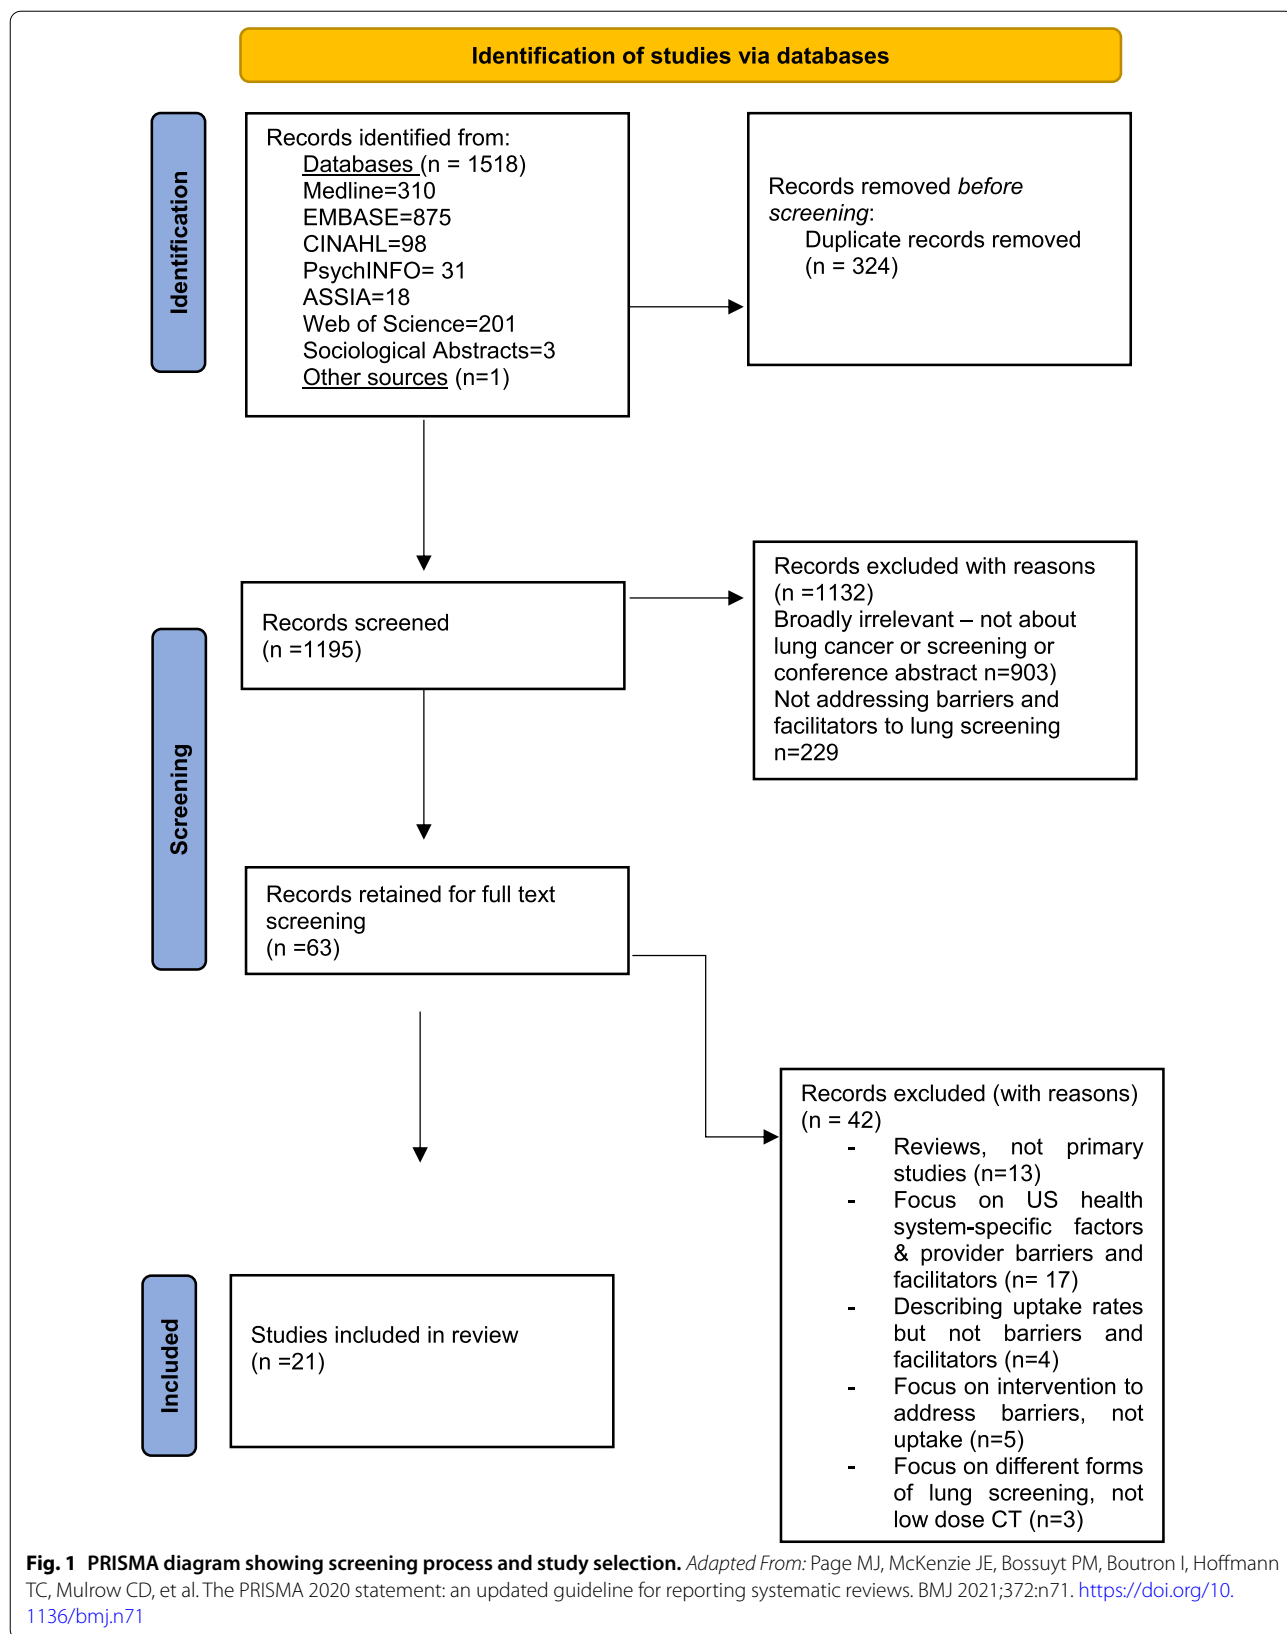 Identification of studies via databases
Identification
Records identified from:
Databases (n = 1518)
Medline=310
EMBASE=875
CINAHL=98
PsychINFO= 31
ASSIA=18
Web of Science=201
Sociological Abstracts=3
Other sources (n=1)
Records removed before
screening:
Duplicate records removed
(n = 324)
Screening
Records screened
(n =1195)
Records excluded with reasons
(n =1132)
Broadly irrelevant – not about
lung cancer or screening or
conference abstract n=903)
Not addressing barriers and
facilitators to lung screening
n=229
Records retained for full text
screening
(n =63)
Records excluded (with reasons)
(n = 42)
- Reviews, not primary
studies (n=13)
- Focus on US health
system-specific factors
& provider barriers and
facilitators (n= 17)
- Describing uptake rates
but not barriers and
facilitators (n=4)
- Focus on intervention to
address barriers, not
uptake (n=5)
- Focus on different forms
of lung screening, not
low dose CT (n=3)
Included
Studies included in review
(n =21)
Fig. 1 PRISMA diagram showing screening process and study selection. Adapted From: Page MJ, McKenzie JE, Bossuyt PM, Boutron I, Hoffmann
TC, Mulrow CD, et al. The PRISMA 2020 statement: an updated guideline for reporting systematic reviews. BMJ 2021;372:n71. https://doi.org/10.
1136/bmj.n71